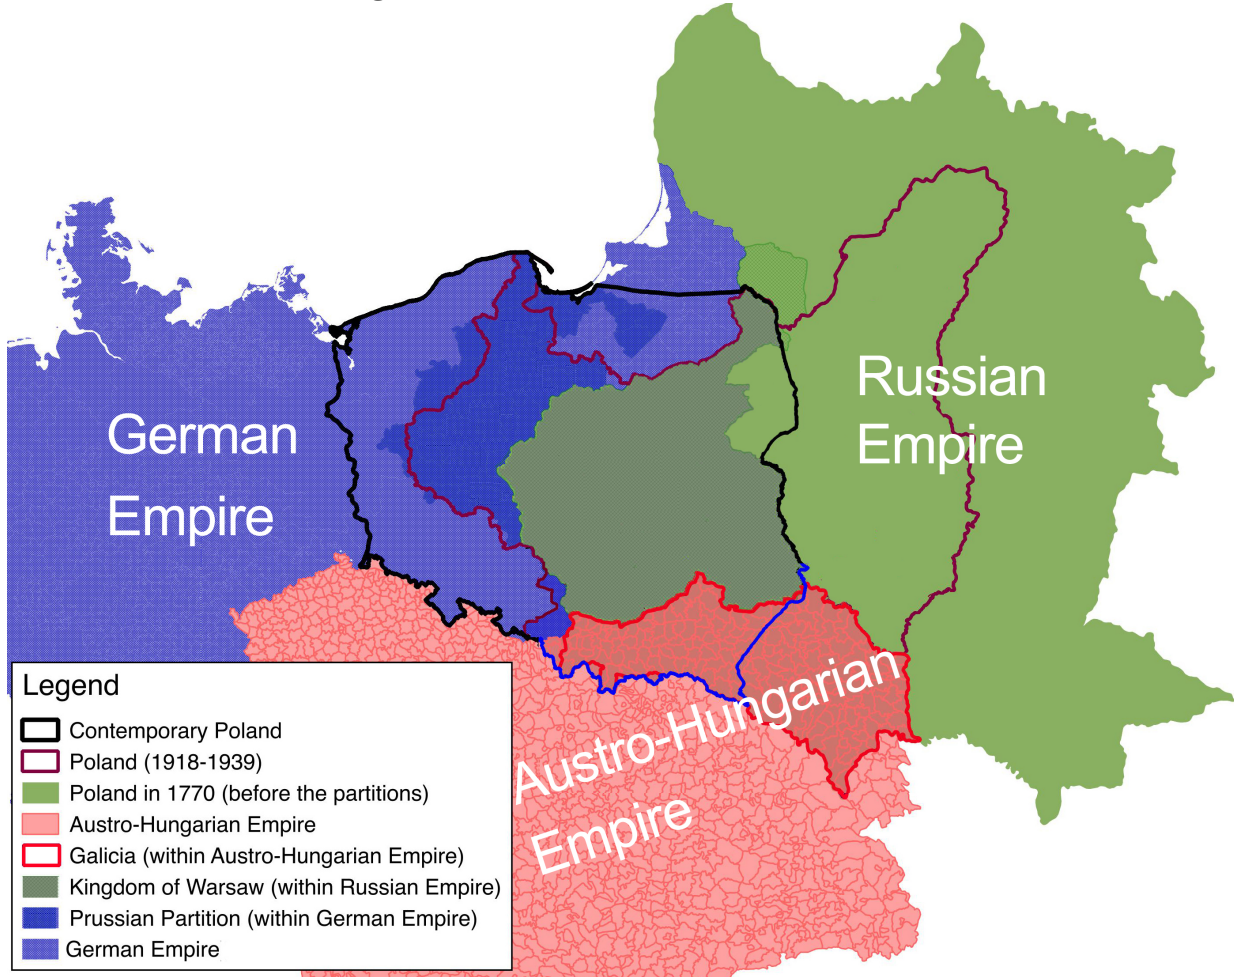 German
Empire
Russian
Empire
Austro-Hungarian
Empire
Legend
Contemporary Poland
Poland (1918-1939)
Poland in 1770 (before the partitions)
Austro-Hungarian Empire
Galicia (within Austro-Hungarian Empire)
Kingdom of Warsaw (within Russian Empire)
Prussian Partition (within German Empire)
German Empire